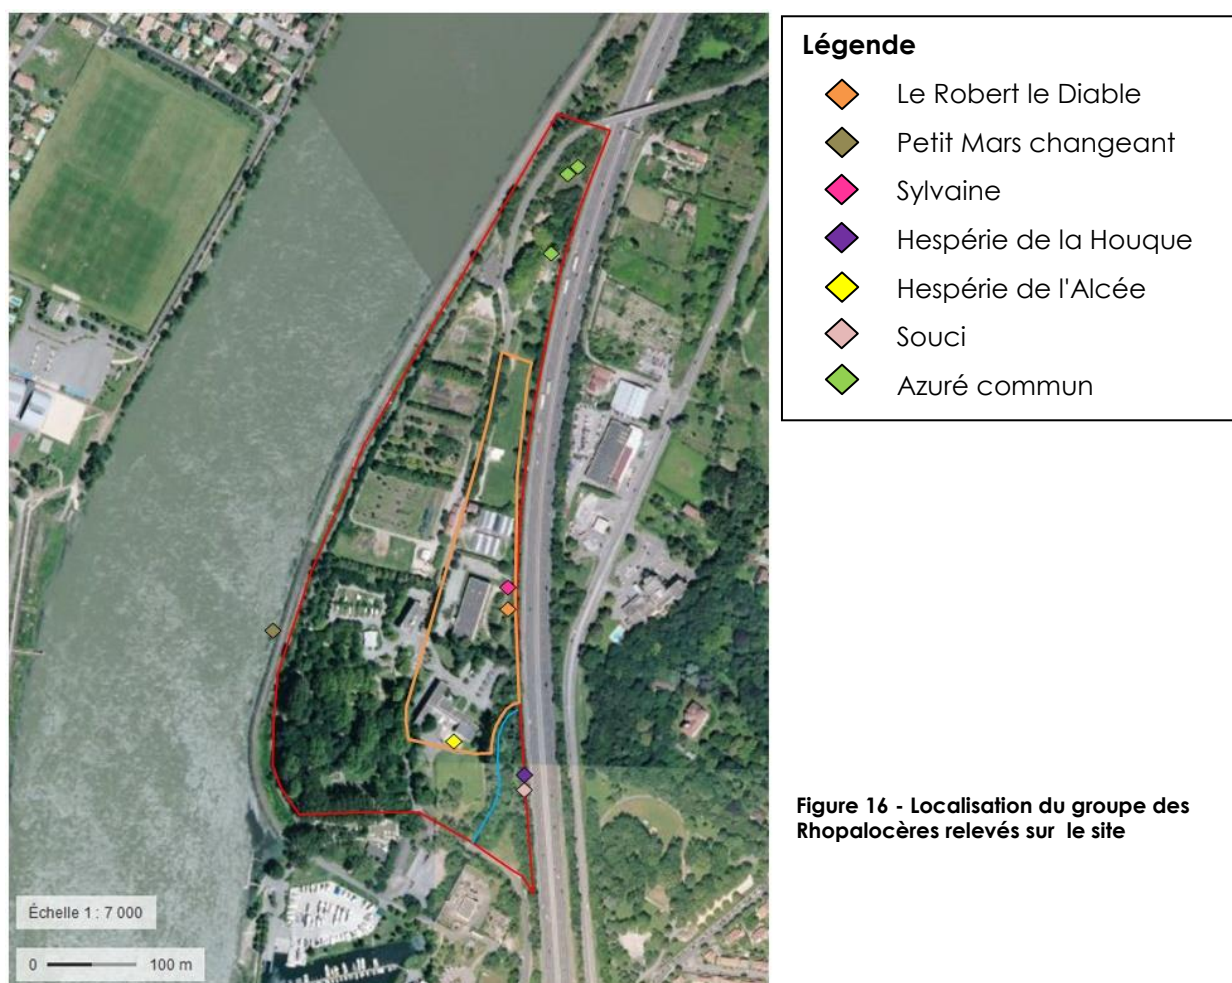 Légende
Le Robert le Diable
Petit Mars changeant
Sylvaine
Hespérie de la Houque
Hespérie de l'Alcée
Souci
Azuré commun
Figure 16 - Localisation du groupe des
Rhopalocères relevés sur le site
Échelle 1 : 7 000
0 100 m